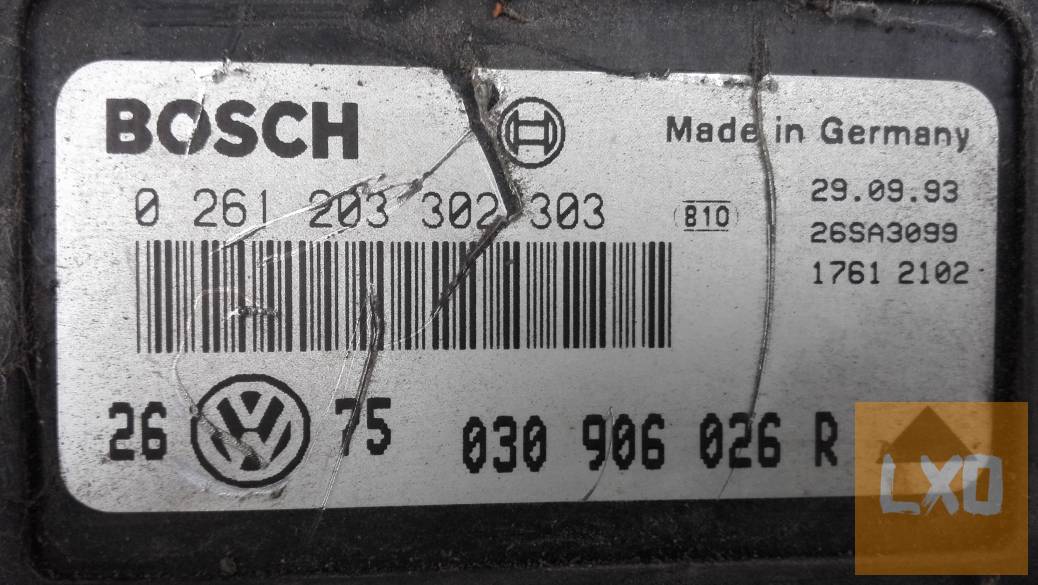 BOSCH
Made in Germany
0 261 203 302 303
810
29.09.93
26SA3099
1761 2102
26 VW 75 030 906 026 R
LXO